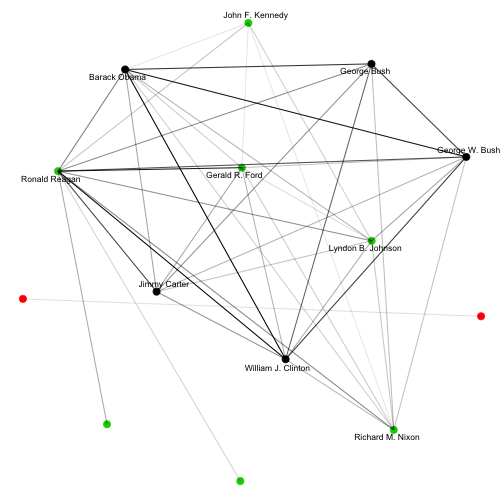 John F. Kennedy
George Bush
Barack Obama
George W. Bush
Gerald R. Ford
Ronald Reagan
Lyndon B. Johnson
Jimmy Carter
William J. Clinton
Richard M. Nixon